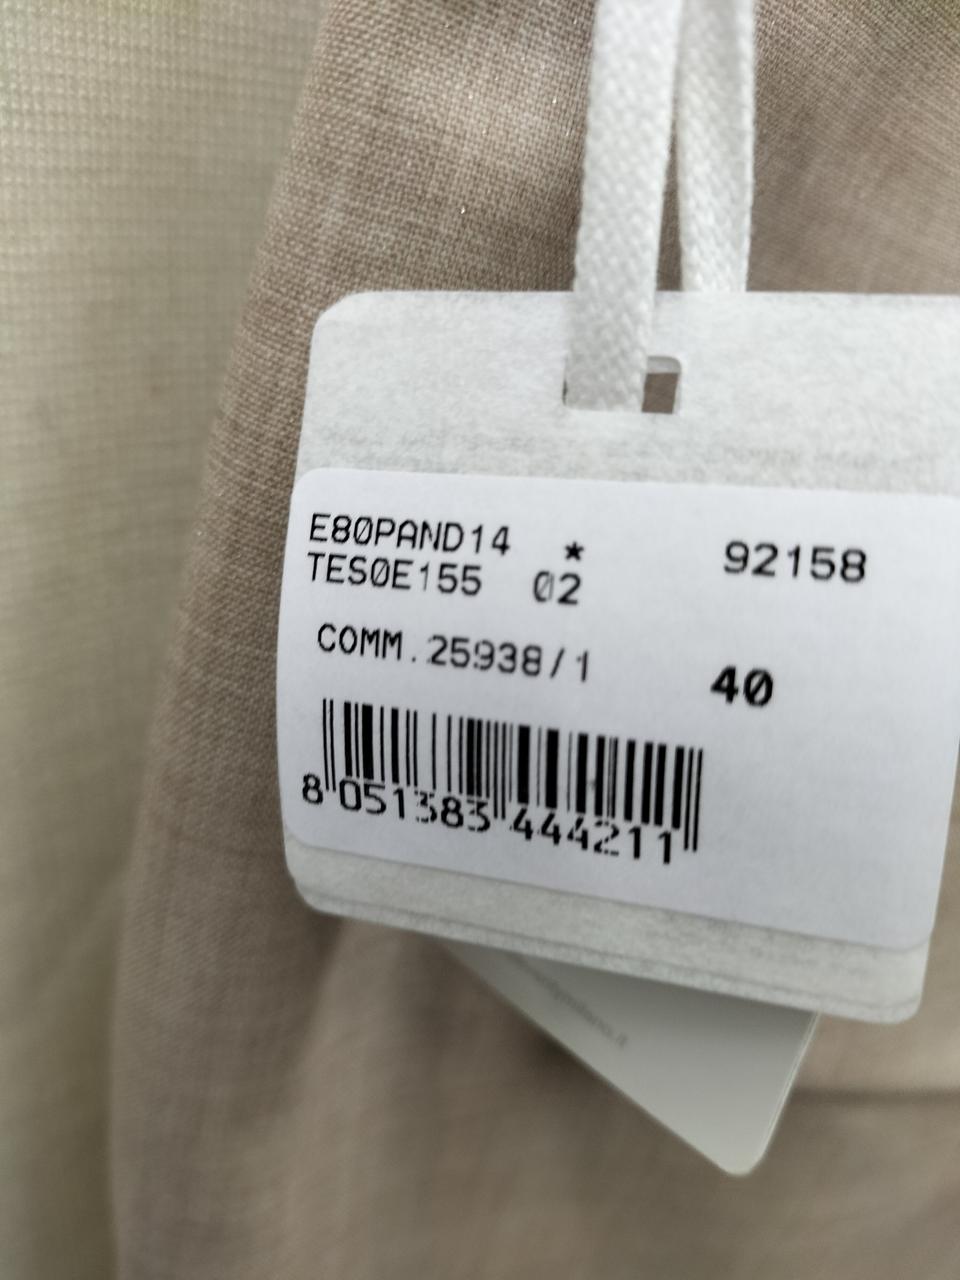 E80PAND14 * 92158
TES0E155 02
COMM.25938/1 40
8 051383 444211